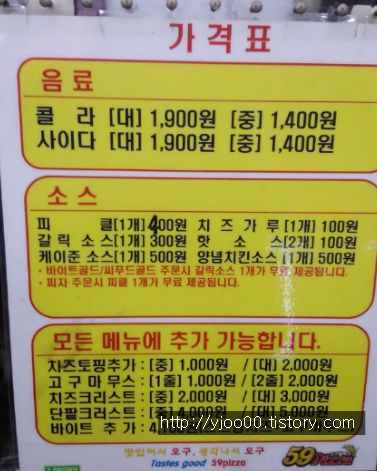 가격표
음료
콜 라 [대] 1,900원 [중] 1,400원
사이다 [대] 1,900원 [중] 1,400원
소스
피 클[1개] 400원 치즈가루[1개] 100원
갈릭 소스[1개] 300원 핫 소 스[2개] 100원
케이준 소스[1개] 500원 양념치킨소스 [1개] 500원
• 바이트골드/씨푸드골드 주문시 갈릭소스 1개가 무료 제공됩니다.
• 피자 주문시 피클 1개가 무료 제공됩니다.
모든 메뉴에 추가 가능합니다.
치즈토핑추가 : [중] 1,000원 / [대] 2,000원
고구마무스 : [1줄] 1,000원 / [2줄] 2,000원
치즈크리스트 : [중] 2,000원 / [대] 3,000원
단팥크러스트 : [중] 4,000원 / [대] 5,000원
바이트 추가 :
http://yjoo00.tistory.com
맛있어서 오구, 생각나서 오구
Tastes good 59pizza
59Pizza